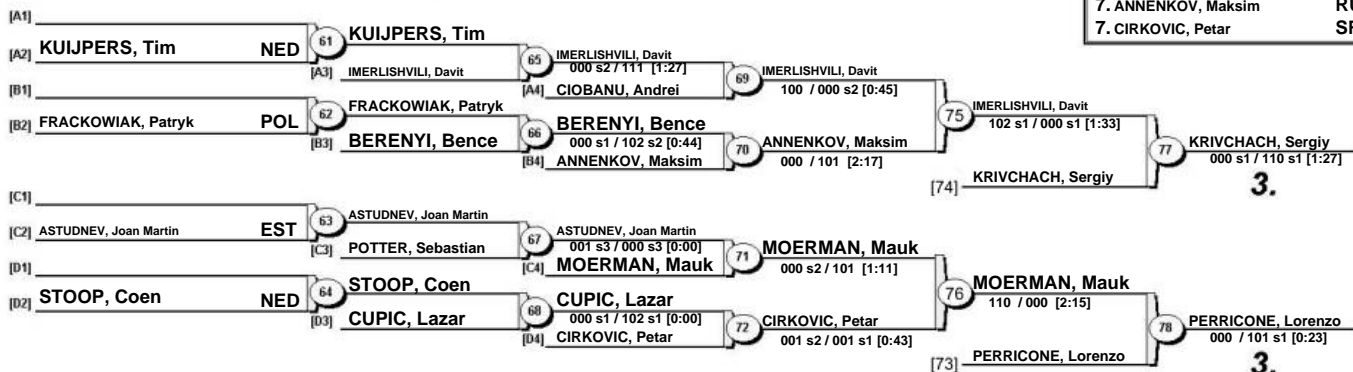 7. ANNENKOV, Maksim
7. CIRKOVIC, Petar
[A1]
[A2] KUIJPERS, Tim NED
61
KUIJPERS, Tim
[A3] IMERLISHVILI, Davit
65
IMERLISHVILI, Davit
000 s2 / 111 [1:27]
[A4] CIOBANU, Andrei
69
IMERLISHVILI, Davit
100 / 000 s2 [0:45]
[B1]
[B2] FRACKOWIAK, Patryk POL
62
FRACKOWIAK, Patryk
[B3] BERENYI, Bence
66
BERENYI, Bence
000 s1 / 102 s2 [0:44]
[B4] ANNENKOV, Maksim
70
ANNENKOV, Maksim
000 / 101 [2:17]
75
IMERLISHVILI, Davit
102 s1 / 000 s1 [1:33]
[74] KRIVCHACH, Sergiy
77
KRIVCHACH, Sergiy
000 s1 / 110 s1 [1:27]
3.
[C1]
[C2] ASTUDNEV, Joan Martin EST
63
ASTUDNEV, Joan Martin
[C3] POTTER, Sebastian
67
ASTUDNEV, Joan Martin
001 s3 / 000 s3 [0:00]
[C4] MOERMAN, Mauk
71
MOERMAN, Mauk
000 s2 / 101 [1:11]
[D1]
[D2] STOOP, Coen NED
64
STOOP, Coen
[D3] CUPIC, Lazar
68
CUPIC, Lazar
000 s1 / 102 s1 [0:00]
[D4] CIRKOVIC, Petar
72
CIRKOVIC, Petar
001 s2 / 001 s1 [0:43]
76
MOERMAN, Mauk
110 / 000 [2:15]
[73] PERRICONE, Lorenzo
78
PERRICONE, Lorenzo
000 / 101 s1 [0:23]
3.